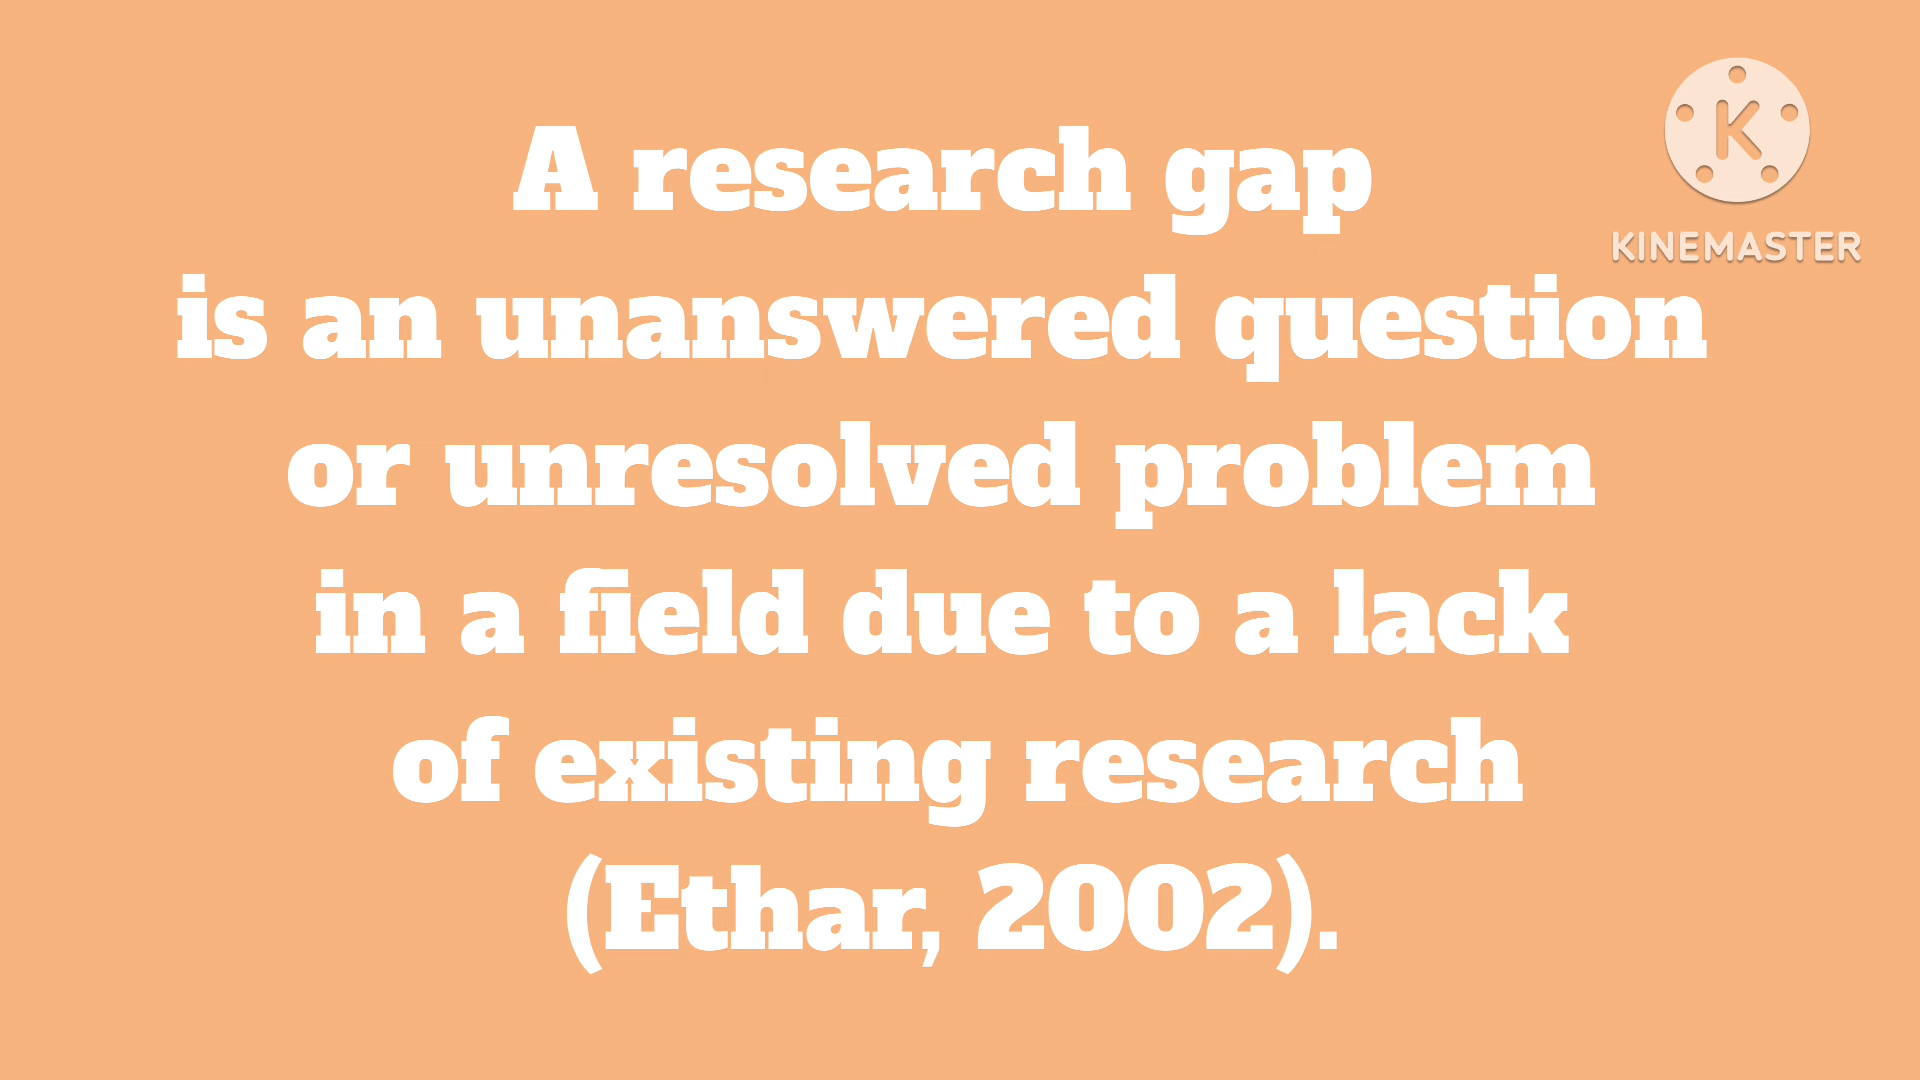 A research gap
KINEMASTER
is an unanswered question
or unresolved problem
in a field due to a lack
of existing research
(Ethar, 2002).